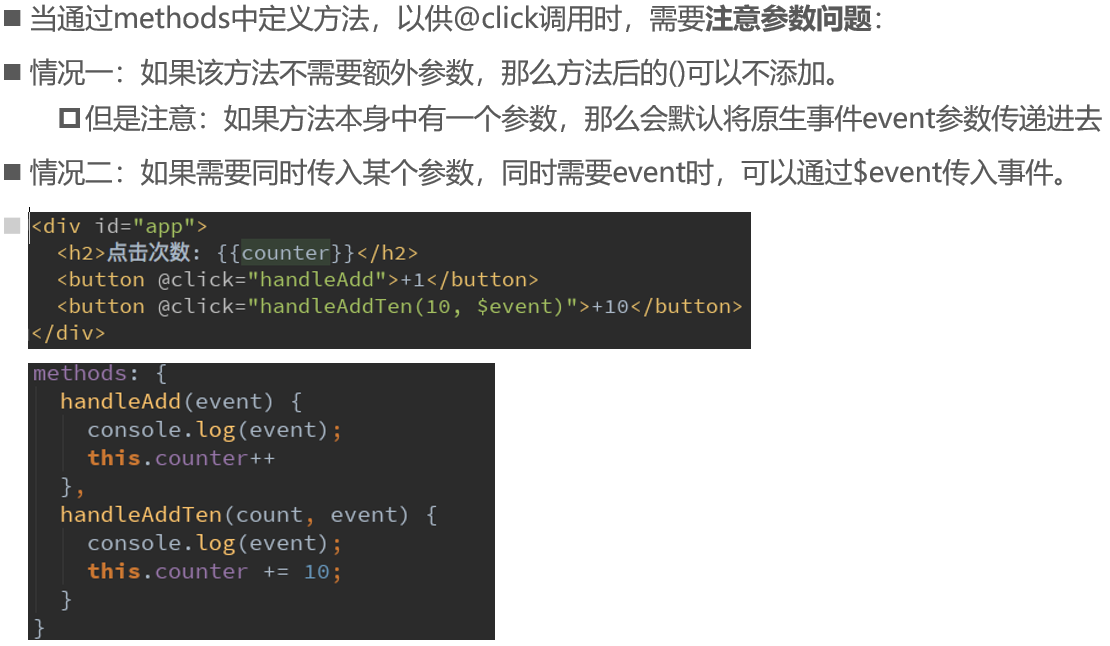 当通过methods中定义方法，以供@click调用时，需要注意参数问题：
情况一：如果该方法不需要额外参数，那么方法后的()可以不添加。
但是注意：如果方法本身中有一个参数，那么会默认将原生事件event参数传递进去
情况二：如果需要同时传入某个参数，同时需要event时，可以通过$event传入事件。
<div id="app">
  <h2>点击次数: {{counter}}</h2>
  <button @click="handleAdd">+1</button>
  <button @click="handleAddTen(10, $event)">+10</button>
</div>
methods: {
  handleAdd(event) {
    console.log(event);
    this.counter++
  },
  handleAddTen(count, event) {
    console.log(event);
    this.counter += 10;
  }
}